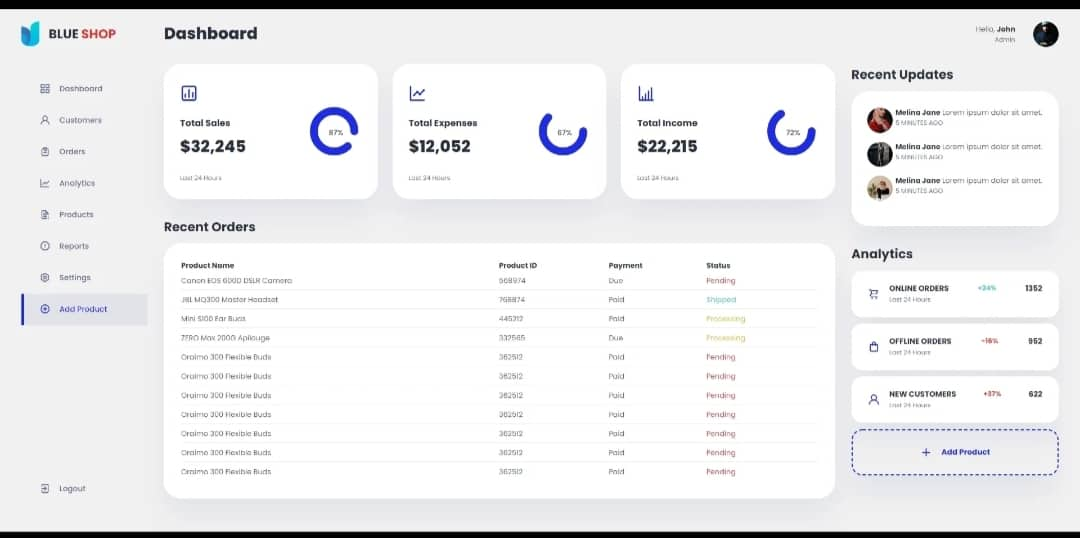 BLUE SHOP
Dashboard
Hello, John
Admin
Dashboard
Customers
Orders
Analytics
Products
Reports
Settings
Add Product
Logout
Total Sales
$32,245
Last 24 Hours
Total Expenses
$12,052
67%
Last 24 Hours
Total Income
$22,215
72%
Last 24 Hours
Recent Orders
Product Name Product ID Payment Status
Canon EOS 600D DSLR Camera 568974 Due Pending
JBL MQ300 Master Headset Paid Shipped
Mini S100 Ear Buds 445212 Paid Processing
ZERO Max 200G 332565 Due Processing
Oraimo 300 Flexible Buds 362512 Paid Pending
Oraimo 300 Flexible Buds 362512 Paid Pending
Oraimo 300 Flexible Buds 362512 Paid Pending
Oraimo 300 Flexible Buds 362512 Paid Pending
Oraimo 300 Flexible Buds 362512 Paid Pending
Oraimo 300 Flexible Buds 362512 Paid Pending
Oraimo 300 Flexible Buds 362512 Paid Pending
Recent Updates
Melina Jane Lorem ipsum dolor sit amet.
5 MINUTES AGO
Melina Jane Lorem ipsum dolor sit amet.
5 MINUTES AGO
Melina Jane Lorem ipsum dolor sit amet.
5 MINUTES AGO
Analytics
ONLINE ORDERS 1352
Last 24 Hours
OFFLINE ORDERS 952
Last 24 Hours
NEW CUSTOMERS +37% 622
Last 24 Hours
+ Add Product